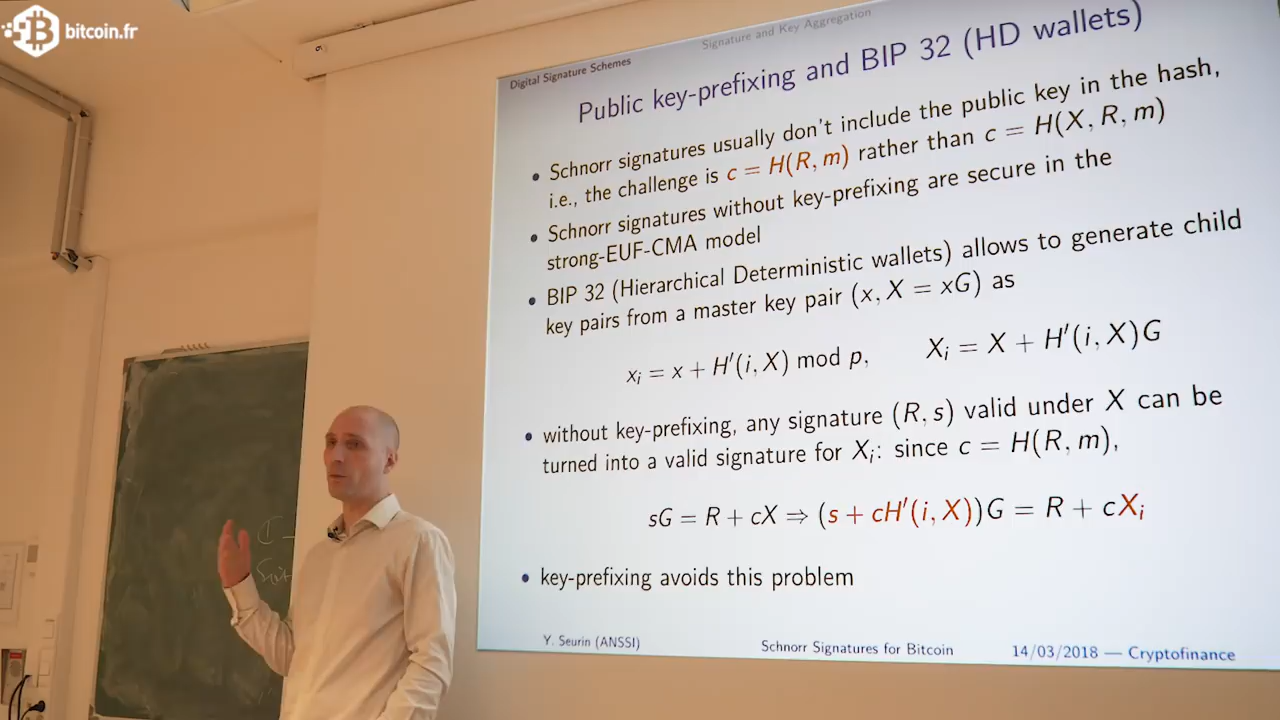 bitcoin.fr
Signature and Key Aggregation
Digital Signature Schemes
Public key-prefixing and BIP 32 (HD wallets)
• Schnorr signatures usually don't include the public key in the hash,
i.e., the challenge is c = H(R, m) rather than c = H(X, R, m)
• Schnorr signatures without key-prefixing are secure in the
strong-EUF-CMA model
• BIP 32 (Hierarchical Deterministic wallets) allows to generate child
key pairs from a master key pair (x, X = xG) as
xᵢ = x + H′(i, X) mod p, Xᵢ = X + H′(i, X)G
• without key-prefixing, any signature (R, s) valid under X can be
turned into a valid signature for Xᵢ: since c = H(R, m),
sG = R + cX ⇒ (s + cH′(i, X))G = R + cXᵢ
• key-prefixing avoids this problem
Y. Seurin (ANSSI) Schnorr Signatures for Bitcoin 14/03/2018 — Cryptofinance